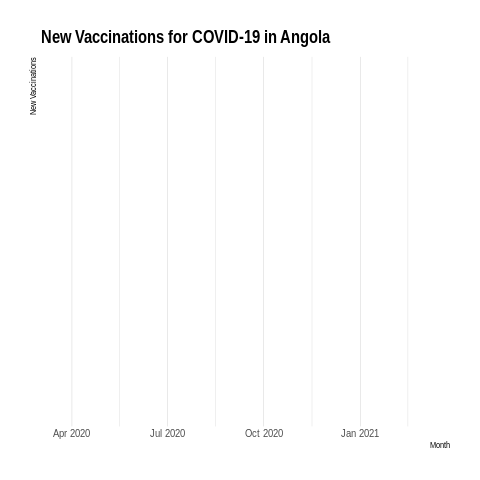 New Vaccinations for COVID-19 in Angola
New Vaccinations
Apr 2020
Jul 2020
Oct 2020
Jan 2021
Month